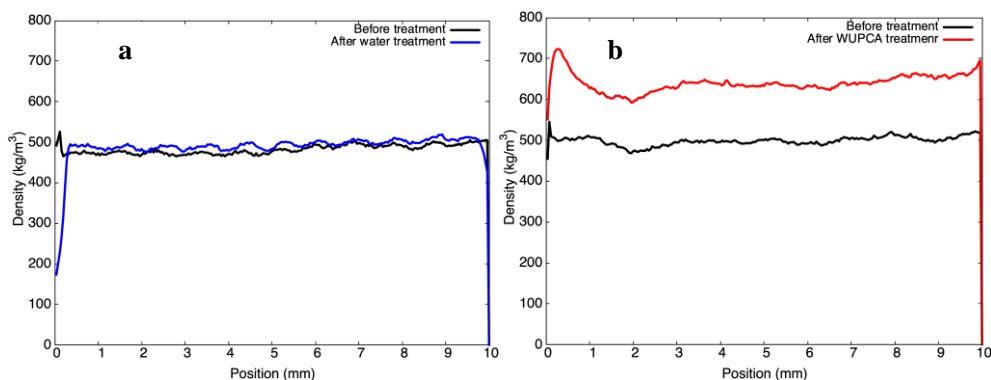 a
Before treatment
After water treatment
Density (kg/m³)
800
700
600
500
400
300
200
100
0
0 1 2 3 4 5 6 7 8 9 10
Position (mm)
b
Before treatment
After WUPCA treatmenr
Density (kg/m³)
800
700
600
500
400
300
200
100
0
0 1 2 3 4 5 6 7 8 9 10
Position (mm)